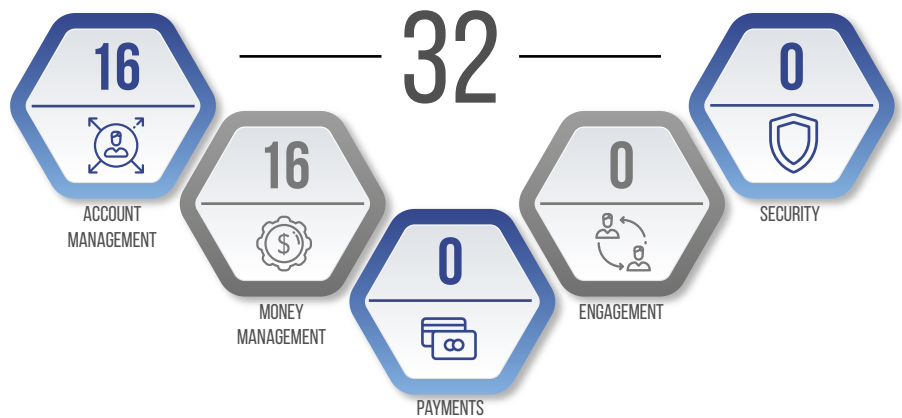 32
16
ACCOUNT
MANAGEMENT
16
$
MONEY
MANAGEMENT
0
PAYMENTS
0
ENGAGEMENT
0
SECURITY